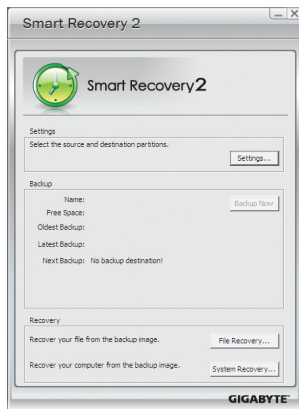 Smart Recovery 2
Smart Recovery2
Settings
Select the source and destination partitions.
Settings...
Backup
Name:
Backup Now
Free Space:
Oldest Backup:
Latest Backup:
Next Backup: No backup destination!
Recovery
Recover your file from the backup image.
File Recovery...
Recover your computer from the backup image.
System Recovery...
GIGABYTE™